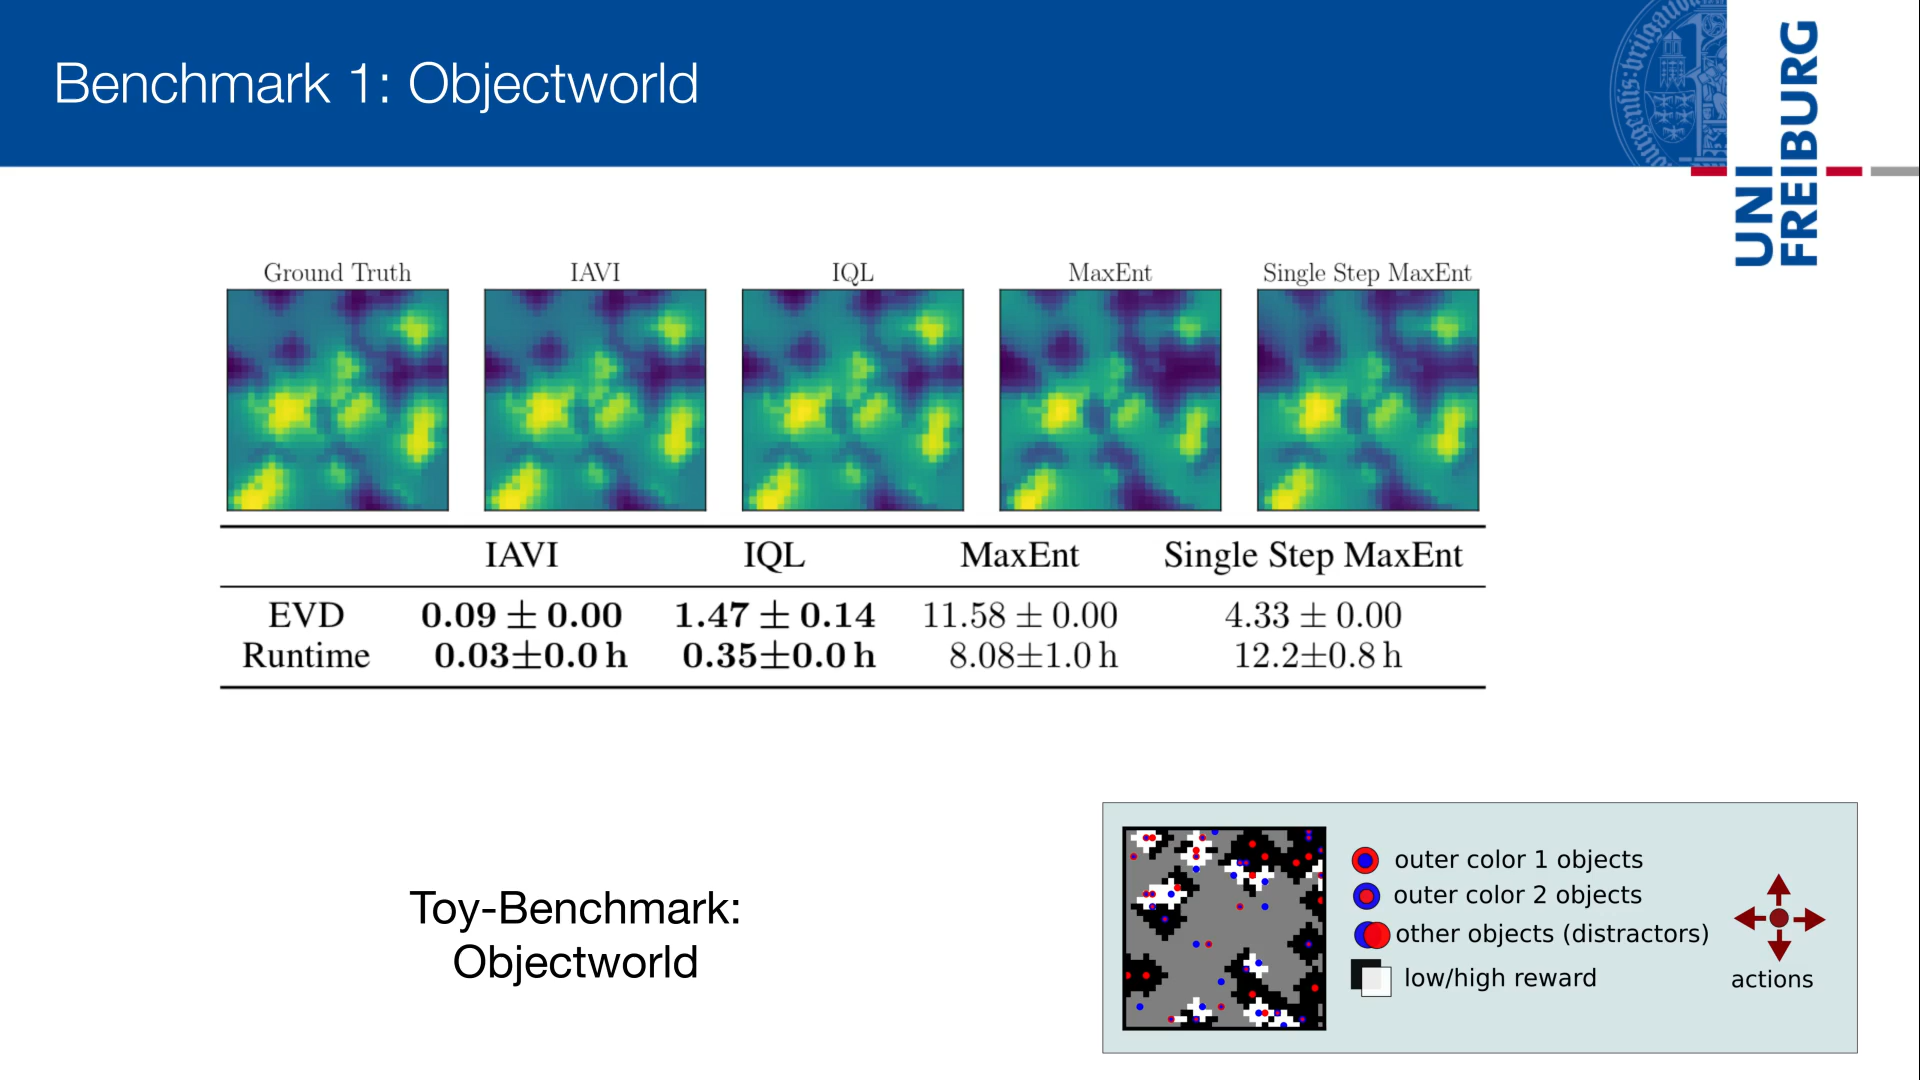 Benchmark 1: Objectworld
UNI
FREIBURG
Ground Truth IAVI IQL MaxEnt Single Step MaxEnt
IAVI IQL MaxEnt Single Step MaxEnt
EVD 0.09 ± 0.00 1.47 ± 0.14 11.58 ± 0.00 4.33 ± 0.00
Runtime 0.03±0.0 h 0.35±0.0 h 8.08±1.0 h 12.2±0.8 h
Toy-Benchmark:
Objectworld
outer color 1 objects
outer color 2 objects
other objects (distractors)
low/high reward
actions